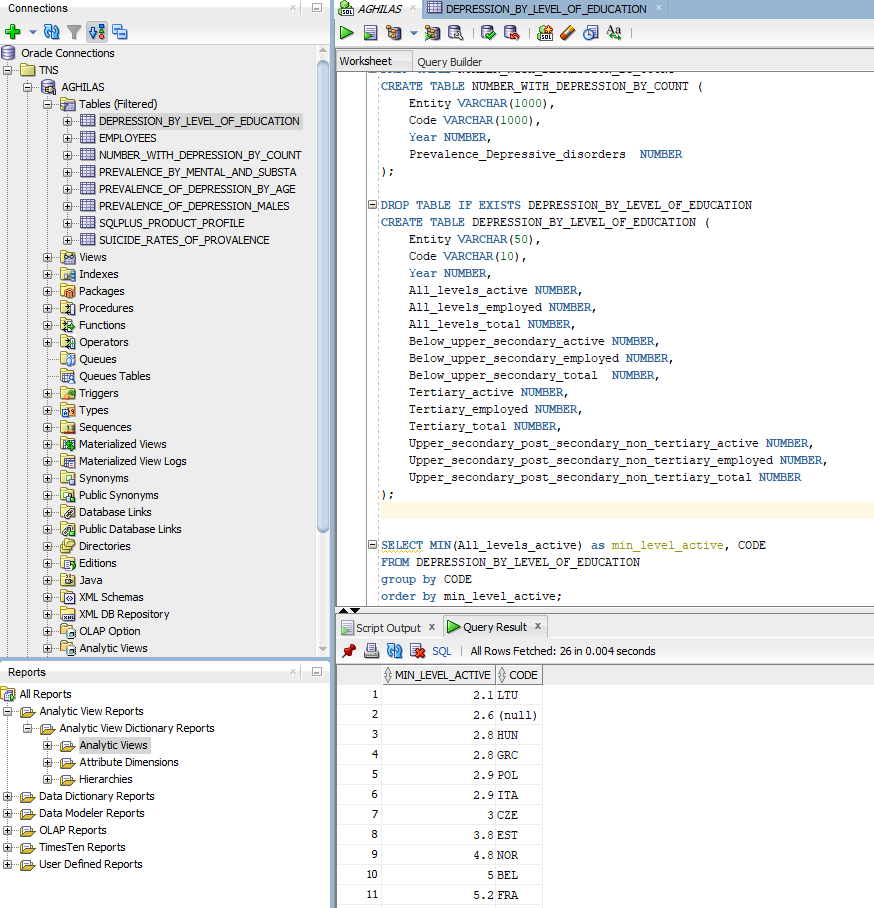 Connections
Oracle Connections
TNS
AGHILAS
Tables (Filtered)
DEPRESSION_BY_LEVEL_OF_EDUCATION
EMPLOYEES
NUMBER_WITH_DEPRESSION_BY_COUNT
PREVALENCE_BY_MENTAL_AND_SUBSTA
PREVALENCE_OF_DEPRESSION_BY_AGE
PREVALENCE_OF_DEPRESSION_MALES
SQLPLUS_PRODUCT_PROFILE
SUICIDE_RATES_OF_PROVALENCE
Views
Indexes
Packages
Procedures
Functions
Operators
Queues
Queues Tables
Triggers
Types
Sequences
Materialized Views
Materialized View Logs
Synonyms
Public Synonyms
Database Links
Public Database Links
Directories
Editions
Java
XML Schemas
XML DB Repository
OLAP Option
Analytic Views
Reports
All Reports
Analytic View Reports
Analytic View Dictionary Reports
Analytic Views
Attribute Dimensions
Hierarchies
Data Dictionary Reports
Data Modeler Reports
OLAP Reports
TimesTen Reports
User Defined Reports
AGHILAS
DEPRESSION_BY_LEVEL_OF_EDUCATION
Worksheet Query Builder
CREATE TABLE NUMBER_WITH_DEPRESSION_BY_COUNT (
Entity VARCHAR(1000),
Code VARCHAR(1000),
Year NUMBER,
Prevalence_Depressive_disorders NUMBER
);
DROP TABLE IF EXISTS DEPRESSION_BY_LEVEL_OF_EDUCATION
CREATE TABLE DEPRESSION_BY_LEVEL_OF_EDUCATION (
Entity VARCHAR(50),
Code VARCHAR(10),
Year NUMBER,
All_levels_active NUMBER,
All_levels_employed NUMBER,
All_levels_total NUMBER,
Below_upper_secondary_active NUMBER,
Below_upper_secondary_employed NUMBER,
Below_upper_secondary_total NUMBER,
Tertiary_active NUMBER,
Tertiary_employed NUMBER,
Tertiary_total NUMBER,
Upper_secondary_post_secondary_non_tertiary_active NUMBER,
Upper_secondary_post_secondary_non_tertiary_employed NUMBER,
Upper_secondary_post_secondary_non_tertiary_total NUMBER
);
SELECT MIN(All_levels_active) as min_level_active, CODE
FROM DEPRESSION_BY_LEVEL_OF_EDUCATION
group by CODE
order by min_level_active;
Script Output Query Result
SQL All Rows Fetched: 26 in 0.004 seconds
MIN_LEVEL_ACTIVE CODE
1 2.1 LTU
2 2.6 (null)
3 2.8 HUN
4 2.8 GRC
5 2.9 POL
6 2.9 ITA
7 3 CZE
8 3.8 EST
9 4.8 NOR
10 5 BEL
11 5.2 FRA